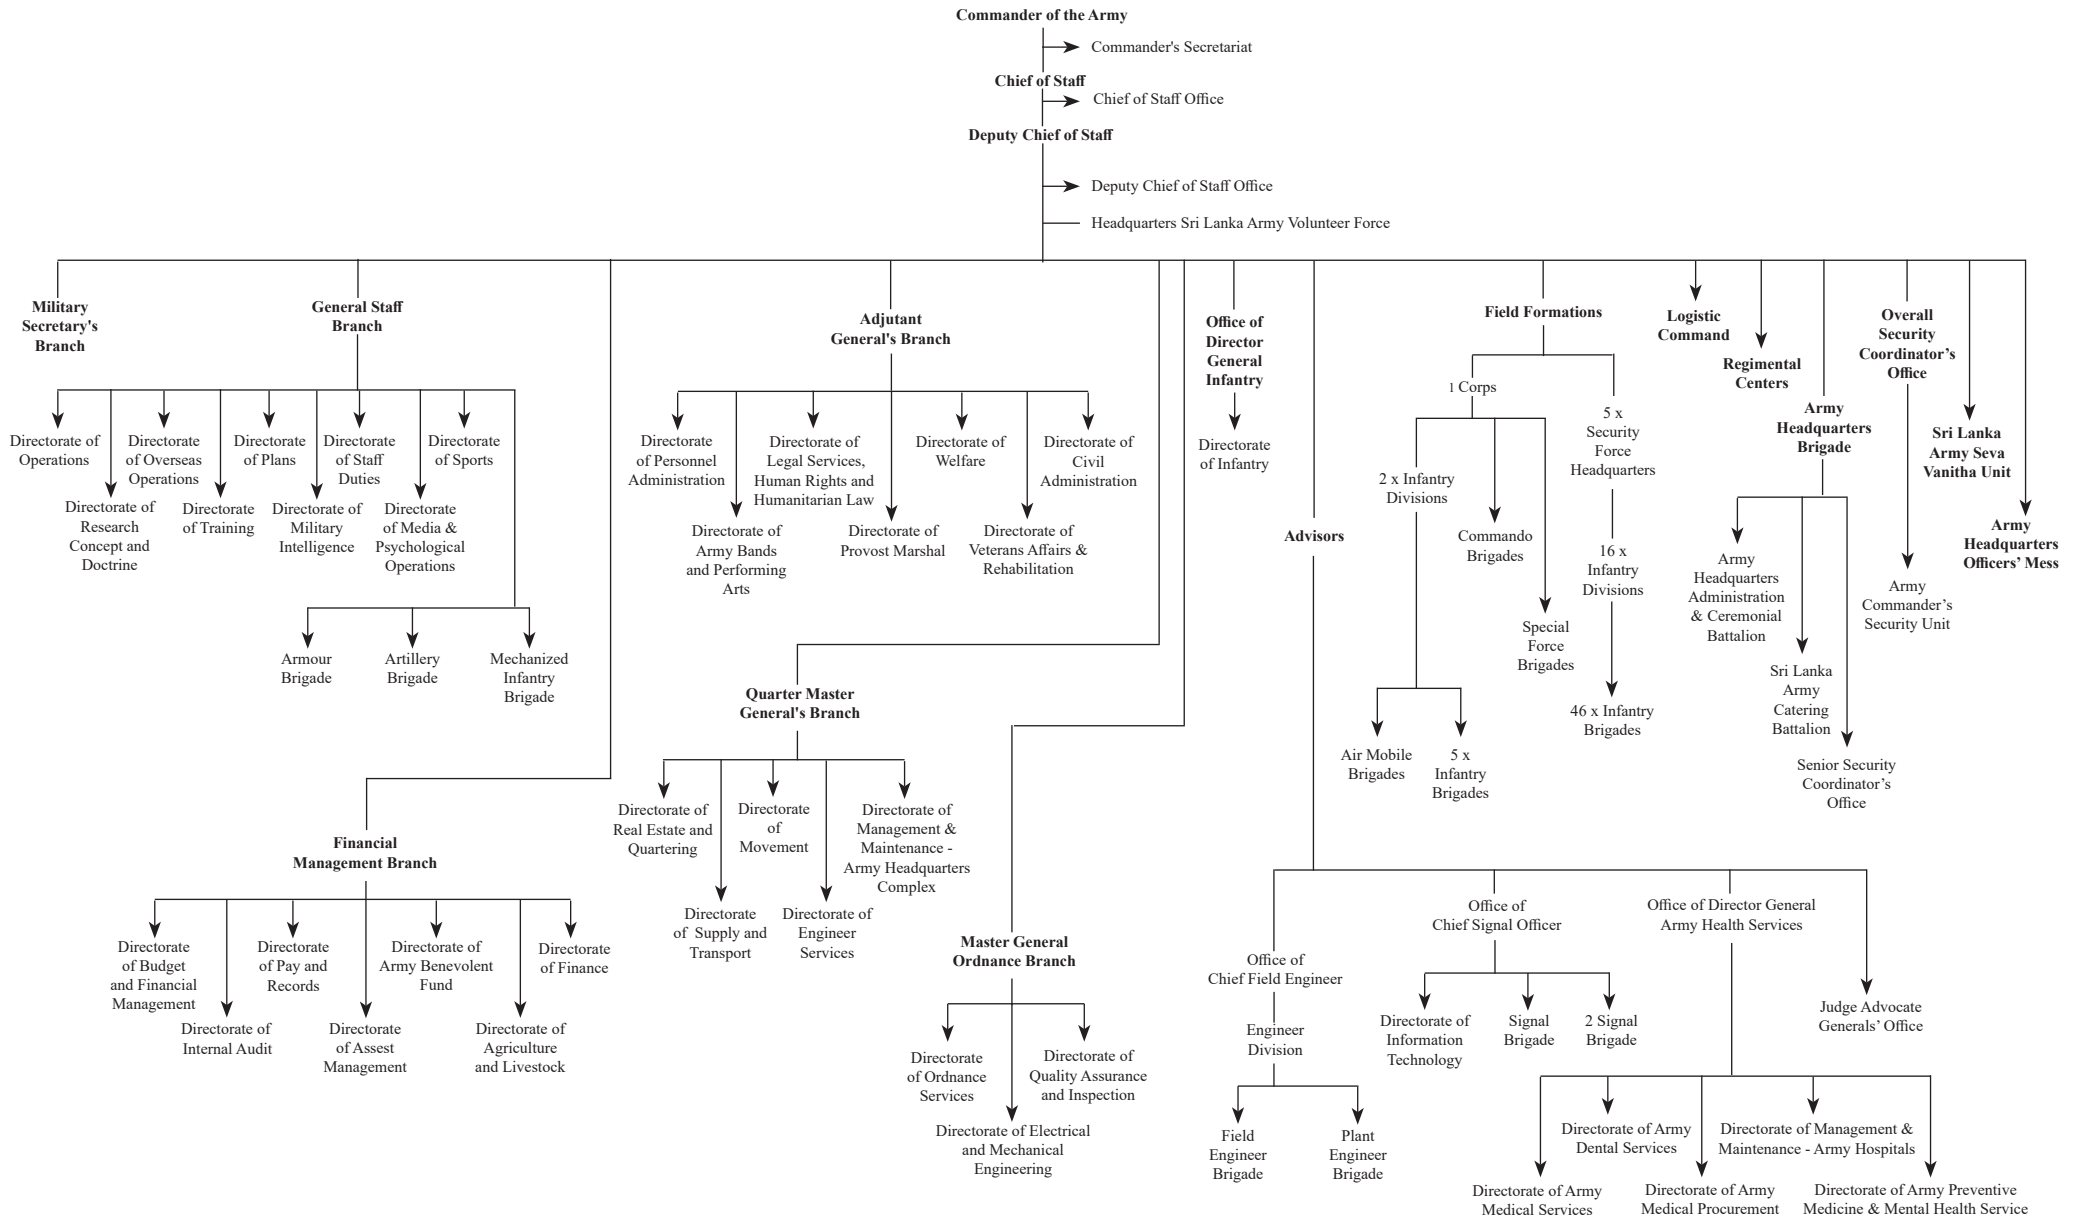 Commander of the Army
Commander's Secretariat
Chief of Staff
Chief of Staff Office
Deputy Chief of Staff
Deputy Chief of Staff Office
Headquarters Sri Lanka Army Volunteer Force
Military
Secretary's
Branch
General Staff
Branch
Directorate of
Operations
Directorate of
Research
Concept and
Doctrine
Directorate
of Overseas
Operations
Directorate
of Training
Directorate
of Plans
Directorate of
Military
Intelligence
Directorate
of Staff
Duties
Directorate
of Media &
Psychological
Operations
Directorate
of Sports
Armour
Brigade
Artillery
Brigade
Mechanized
Infantry
Brigade
Financial
Management Branch
Directorate
of Budget
and Financial
Management
Directorate of
Internal Audit
Directorate
of Pay and
Records
Directorate
of Assest
Management
Directorate of
Army Benevolent
Fund
Directorate of
Agriculture
and Livestock
Directorate
of Finance
Adjutant
General's Branch
Directorate
of Personnel
Administration
Directorate of
Army Bands
and Performing
Arts
Directorate of
Legal Services,
Human Rights and
Humanitarian Law
Directorate of
Provost Marshal
Directorate of
Welfare
Directorate of
Veterans Affairs &
Rehabilitation
Directorate of
Civil
Administration
Quarter Master
General's Branch
Directorate of
Real Estate and
Quartering
Directorate
of Supply and
Transport
Directorate
of
Movement
Directorate of
Engineer
Services
Directorate of
Management &
Maintenance -
Army Headquarters
Complex
Master General
Ordnance Branch
Directorate
of Ordnance
Services
Directorate of Electrical
and Mechanical
Engineering
Directorate of
Quality Assurance
and Inspection
Office of
Director
General
Infantry
Directorate
of Infantry
Advisors
Office of
Chief Field Engineer
Engineer
Division
Field
Engineer
Brigade
Plant
Engineer
Brigade
Office of
Chief Signal Officer
Directorate of
Information
Technology
Signal
Brigade
2 Signal
Brigade
Office of Director General
Army Health Services
Directorate of Army
Medical Services
Directorate of Army
Dental Services
Directorate of Army
Medical Procurement
Directorate of Management &
Maintenance - Army Hospitals
Directorate of Army Preventive
Medicine & Mental Health Service
Judge Advocate
Generals’ Office
Field Formations
1 Corps
2 x Infantry
Divisions
Air Mobile
Brigades
5 x
Infantry
Brigades
Commando
Brigades
Special
Force
Brigades
5 x
Security
Force
Headquarters
16 x
Infantry
Divisions
46 x Infantry
Brigades
Logistic
Command
Regimental
Centers
Army
Headquarters
Brigade
Army
Headquarters
Administration
& Ceremonial
Battalion
Sri Lanka
Army
Catering
Battalion
Senior Security
Coordinator’s
Office
Overall
Security
Coordinator’s
Office
Army
Commander’s
Security Unit
Sri Lanka
Army Seva
Vanitha Unit
Army
Headquarters
Officers’ Mess